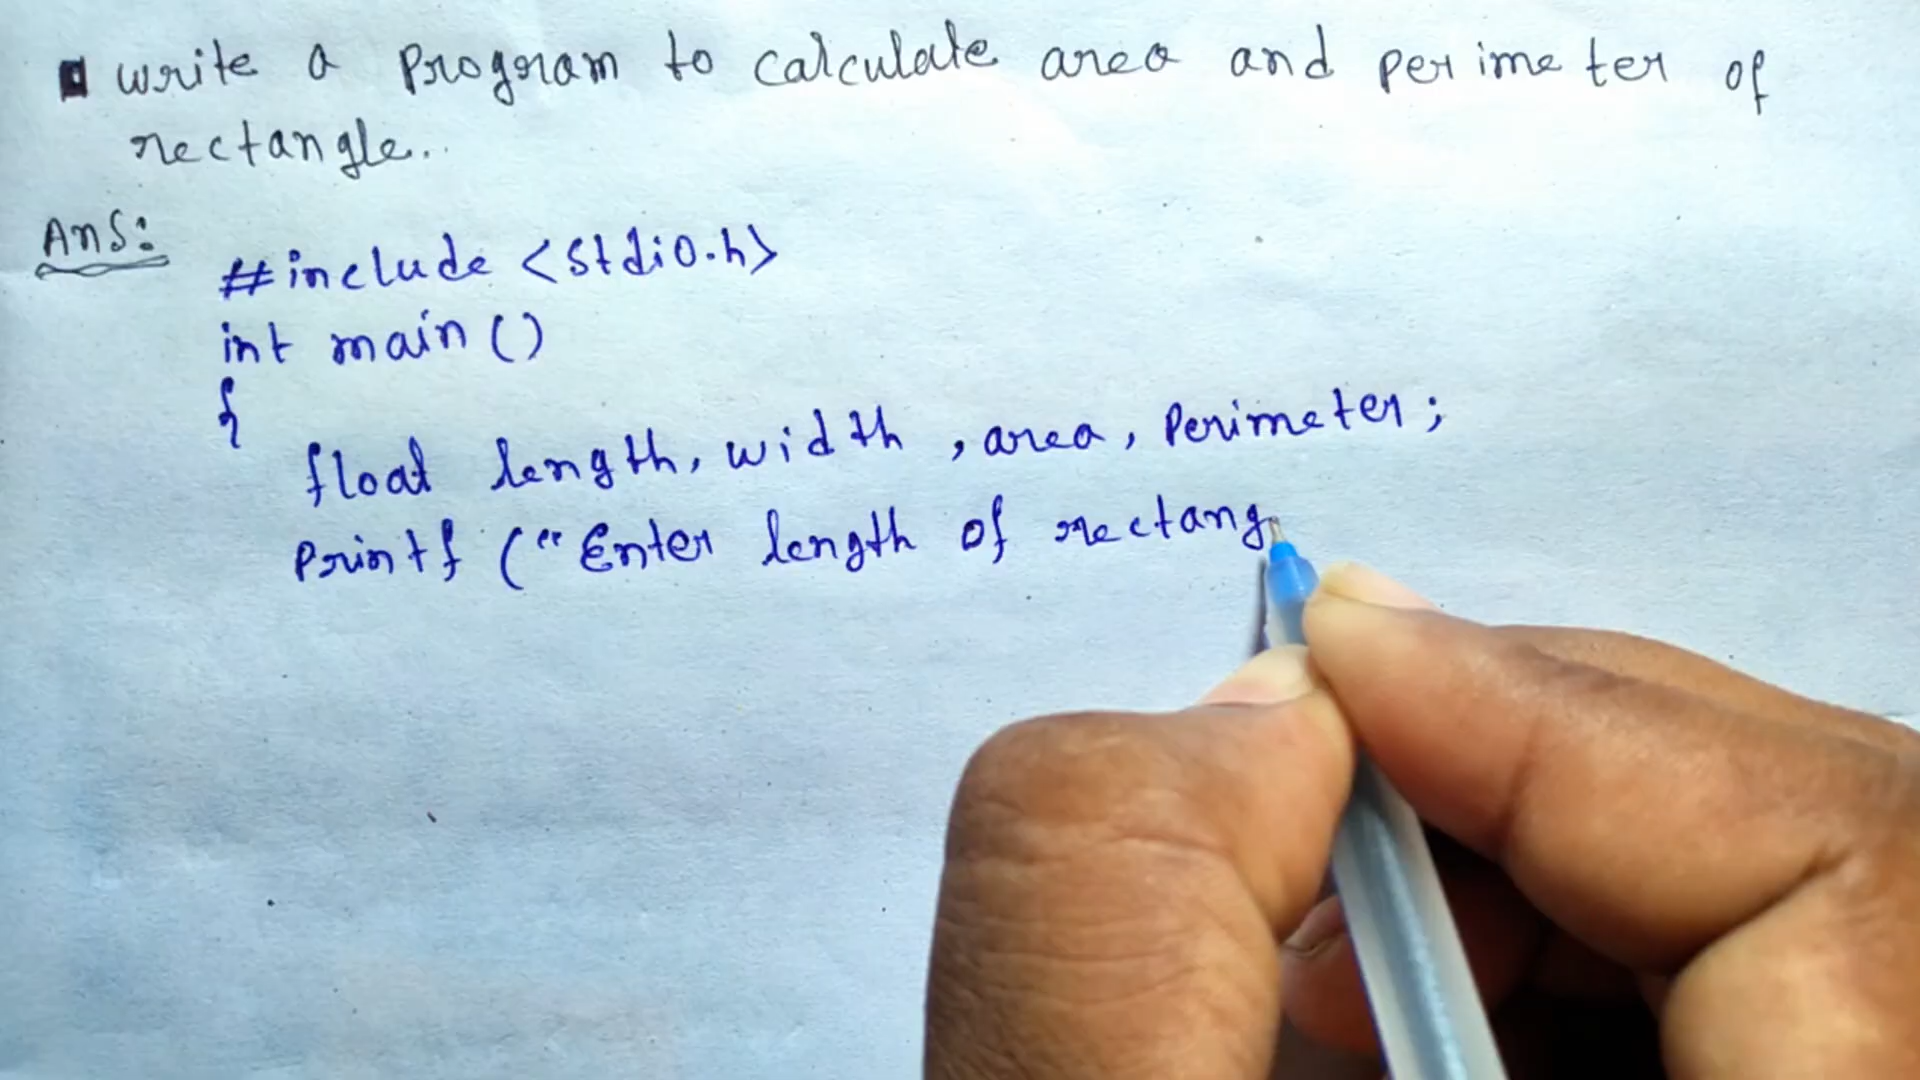 write a Program to calculate area and perimeter of
rectangle..
Ans:
#include <stdio.h>
int main ()
{
float length, width, area, Perimeter;
Printf ("Enter length of rectang